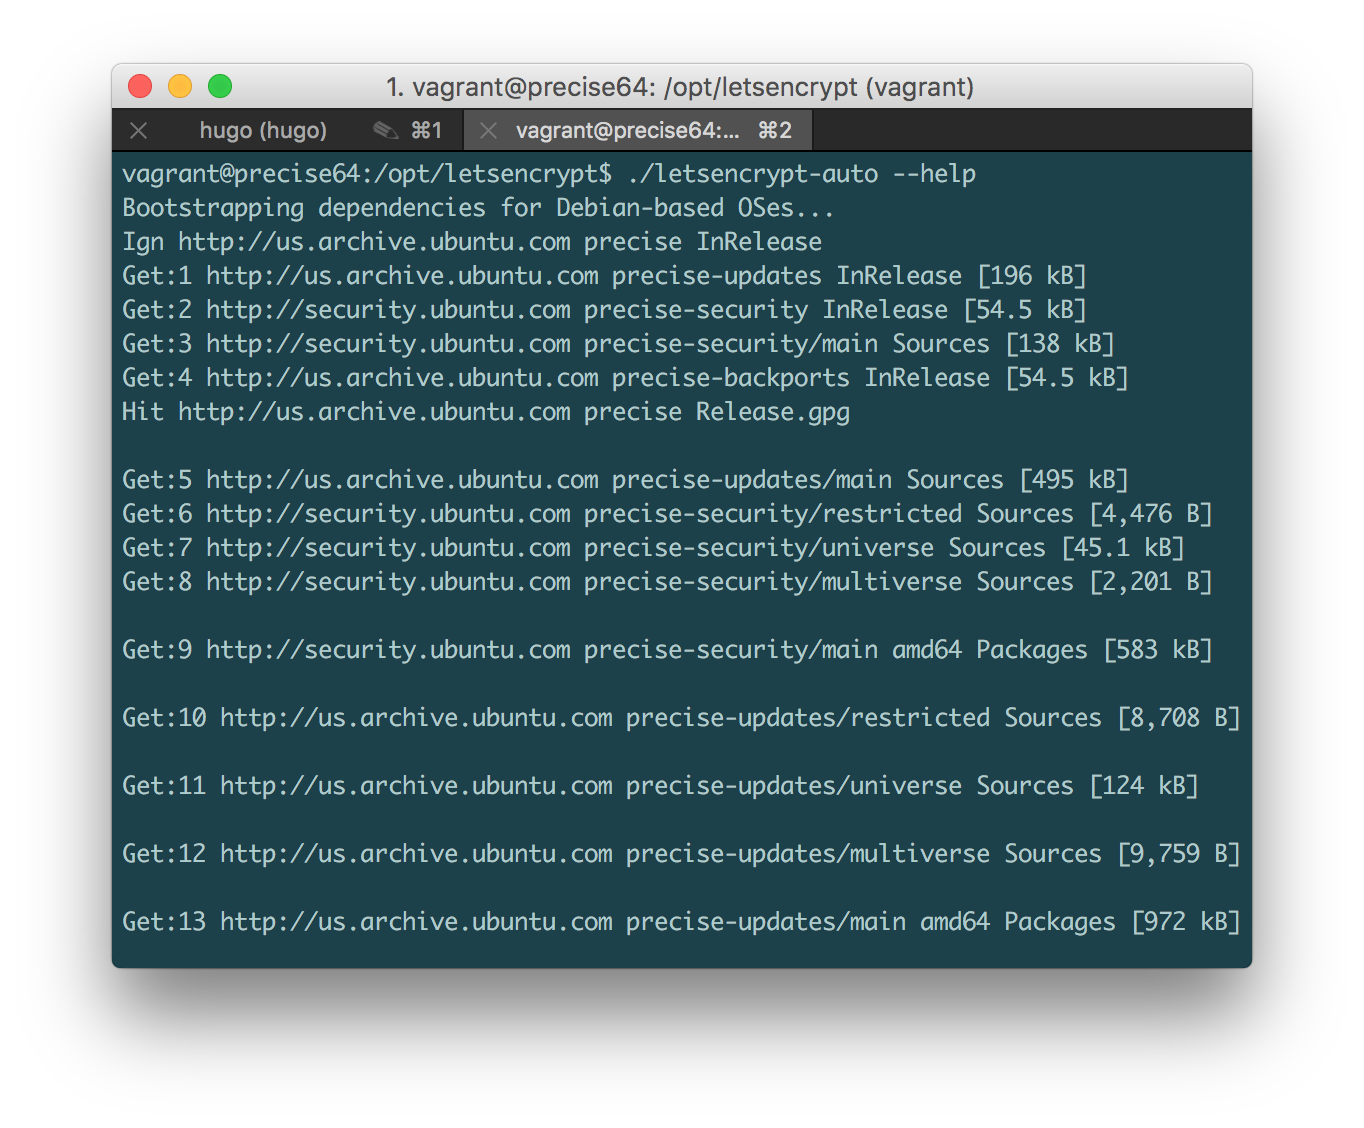 1. vagrant@precise64: /opt/letsencrypt (vagrant)
hugo (hugo) ⌘1 vagrant@precise64:... ⌘2
vagrant@precise64:/opt/letsencrypt$ ./letsencrypt-auto --help
Bootstrapping dependencies for Debian-based OSes...
Ign http://us.archive.ubuntu.com precise InRelease
Get:1 http://us.archive.ubuntu.com precise-updates InRelease [196 kB]
Get:2 http://security.ubuntu.com precise-security InRelease [54.5 kB]
Get:3 http://security.ubuntu.com precise-security/main Sources [138 kB]
Get:4 http://us.archive.ubuntu.com precise-backports InRelease [54.5 kB]
Hit http://us.archive.ubuntu.com precise Release.gpg
Get:5 http://us.archive.ubuntu.com precise-updates/main Sources [495 kB]
Get:6 http://security.ubuntu.com precise-security/restricted Sources [4,476 B]
Get:7 http://security.ubuntu.com precise-security/universe Sources [45.1 kB]
Get:8 http://security.ubuntu.com precise-security/multiverse Sources [2,201 B]
Get:9 http://security.ubuntu.com precise-security/main amd64 Packages [583 kB]
Get:10 http://us.archive.ubuntu.com precise-updates/restricted Sources [8,708 B]
Get:11 http://us.archive.ubuntu.com precise-updates/universe Sources [124 kB]
Get:12 http://us.archive.ubuntu.com precise-updates/multiverse Sources [9,759 B]
Get:13 http://us.archive.ubuntu.com precise-updates/main amd64 Packages [972 kB]